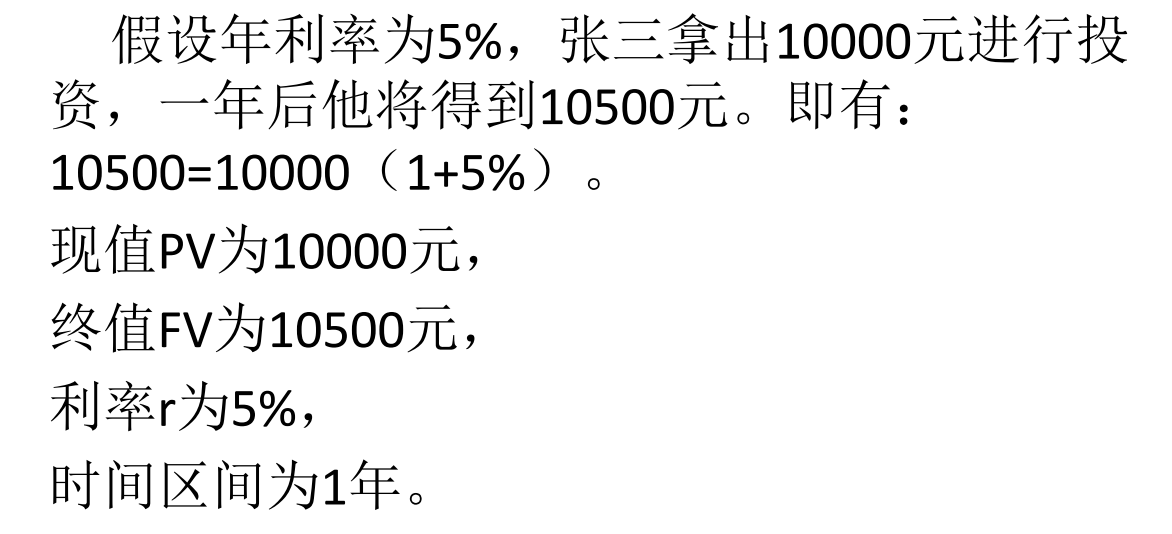 假设年利率为5%，张三拿出10000元进行投
资，一年后他将得到10500元。即有：
10500=10000（1+5%）。
现值PV为10000元，
终值FV为10500元，
利率r为5%，
时间区间为1年。